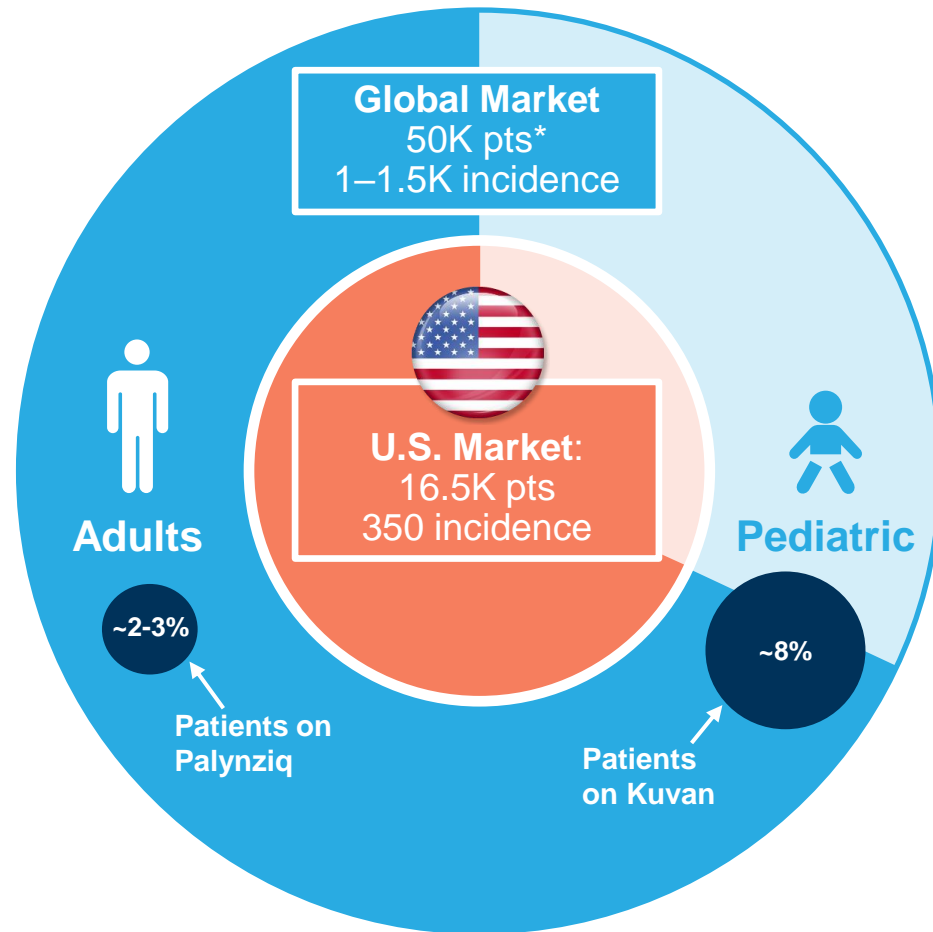 Global Market
50K pts*
1–1.5K incidence
U.S. Market:
16.5K pts
350 incidence
Adults
Pediatric
~2-3%
~8%
Patients on
Palynziq
Patients
on Kuvan